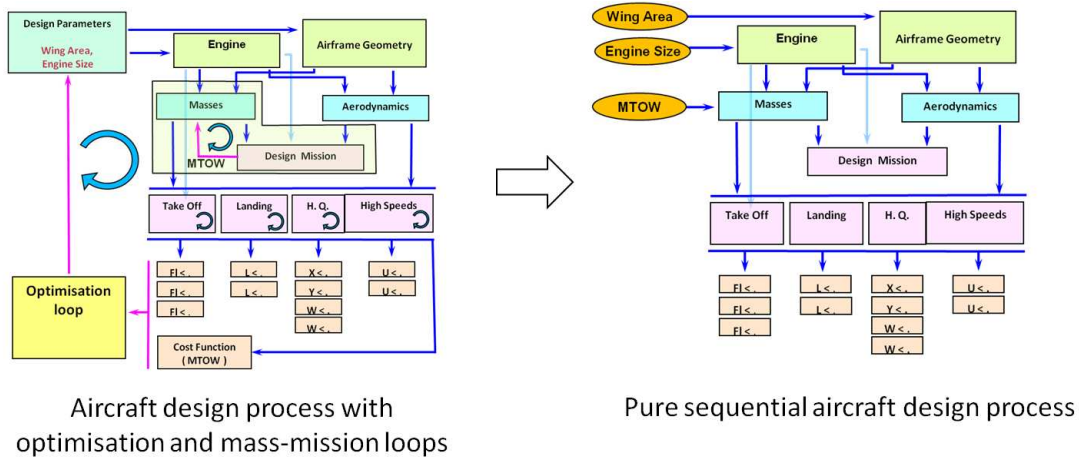 Design Parameters
Wing Area,
Engine Size
Engine
Airframe Geometry
Masses
Aerodynamics
MTOW
Design Mission
Take Off
Landing
H. Q.
High Speeds
Fl < .
Fl < .
Fl < .
L < .
L < .
X < .
Y < .
W < .
W < .
U < .
U < .
Optimisation
loop
Cost Function
( MTOW )
Aircraft design process with
optimisation and mass-mission loops
Wing Area
Engine Size
MTOW
Engine
Airframe Geometry
Masses
Aerodynamics
Design Mission
Take Off
Landing
H. Q.
High Speeds
Fl < .
Fl < .
Fl < .
L < .
L < .
X < .
Y < .
W < .
W < .
U < .
U < .
Pure sequential aircraft design process